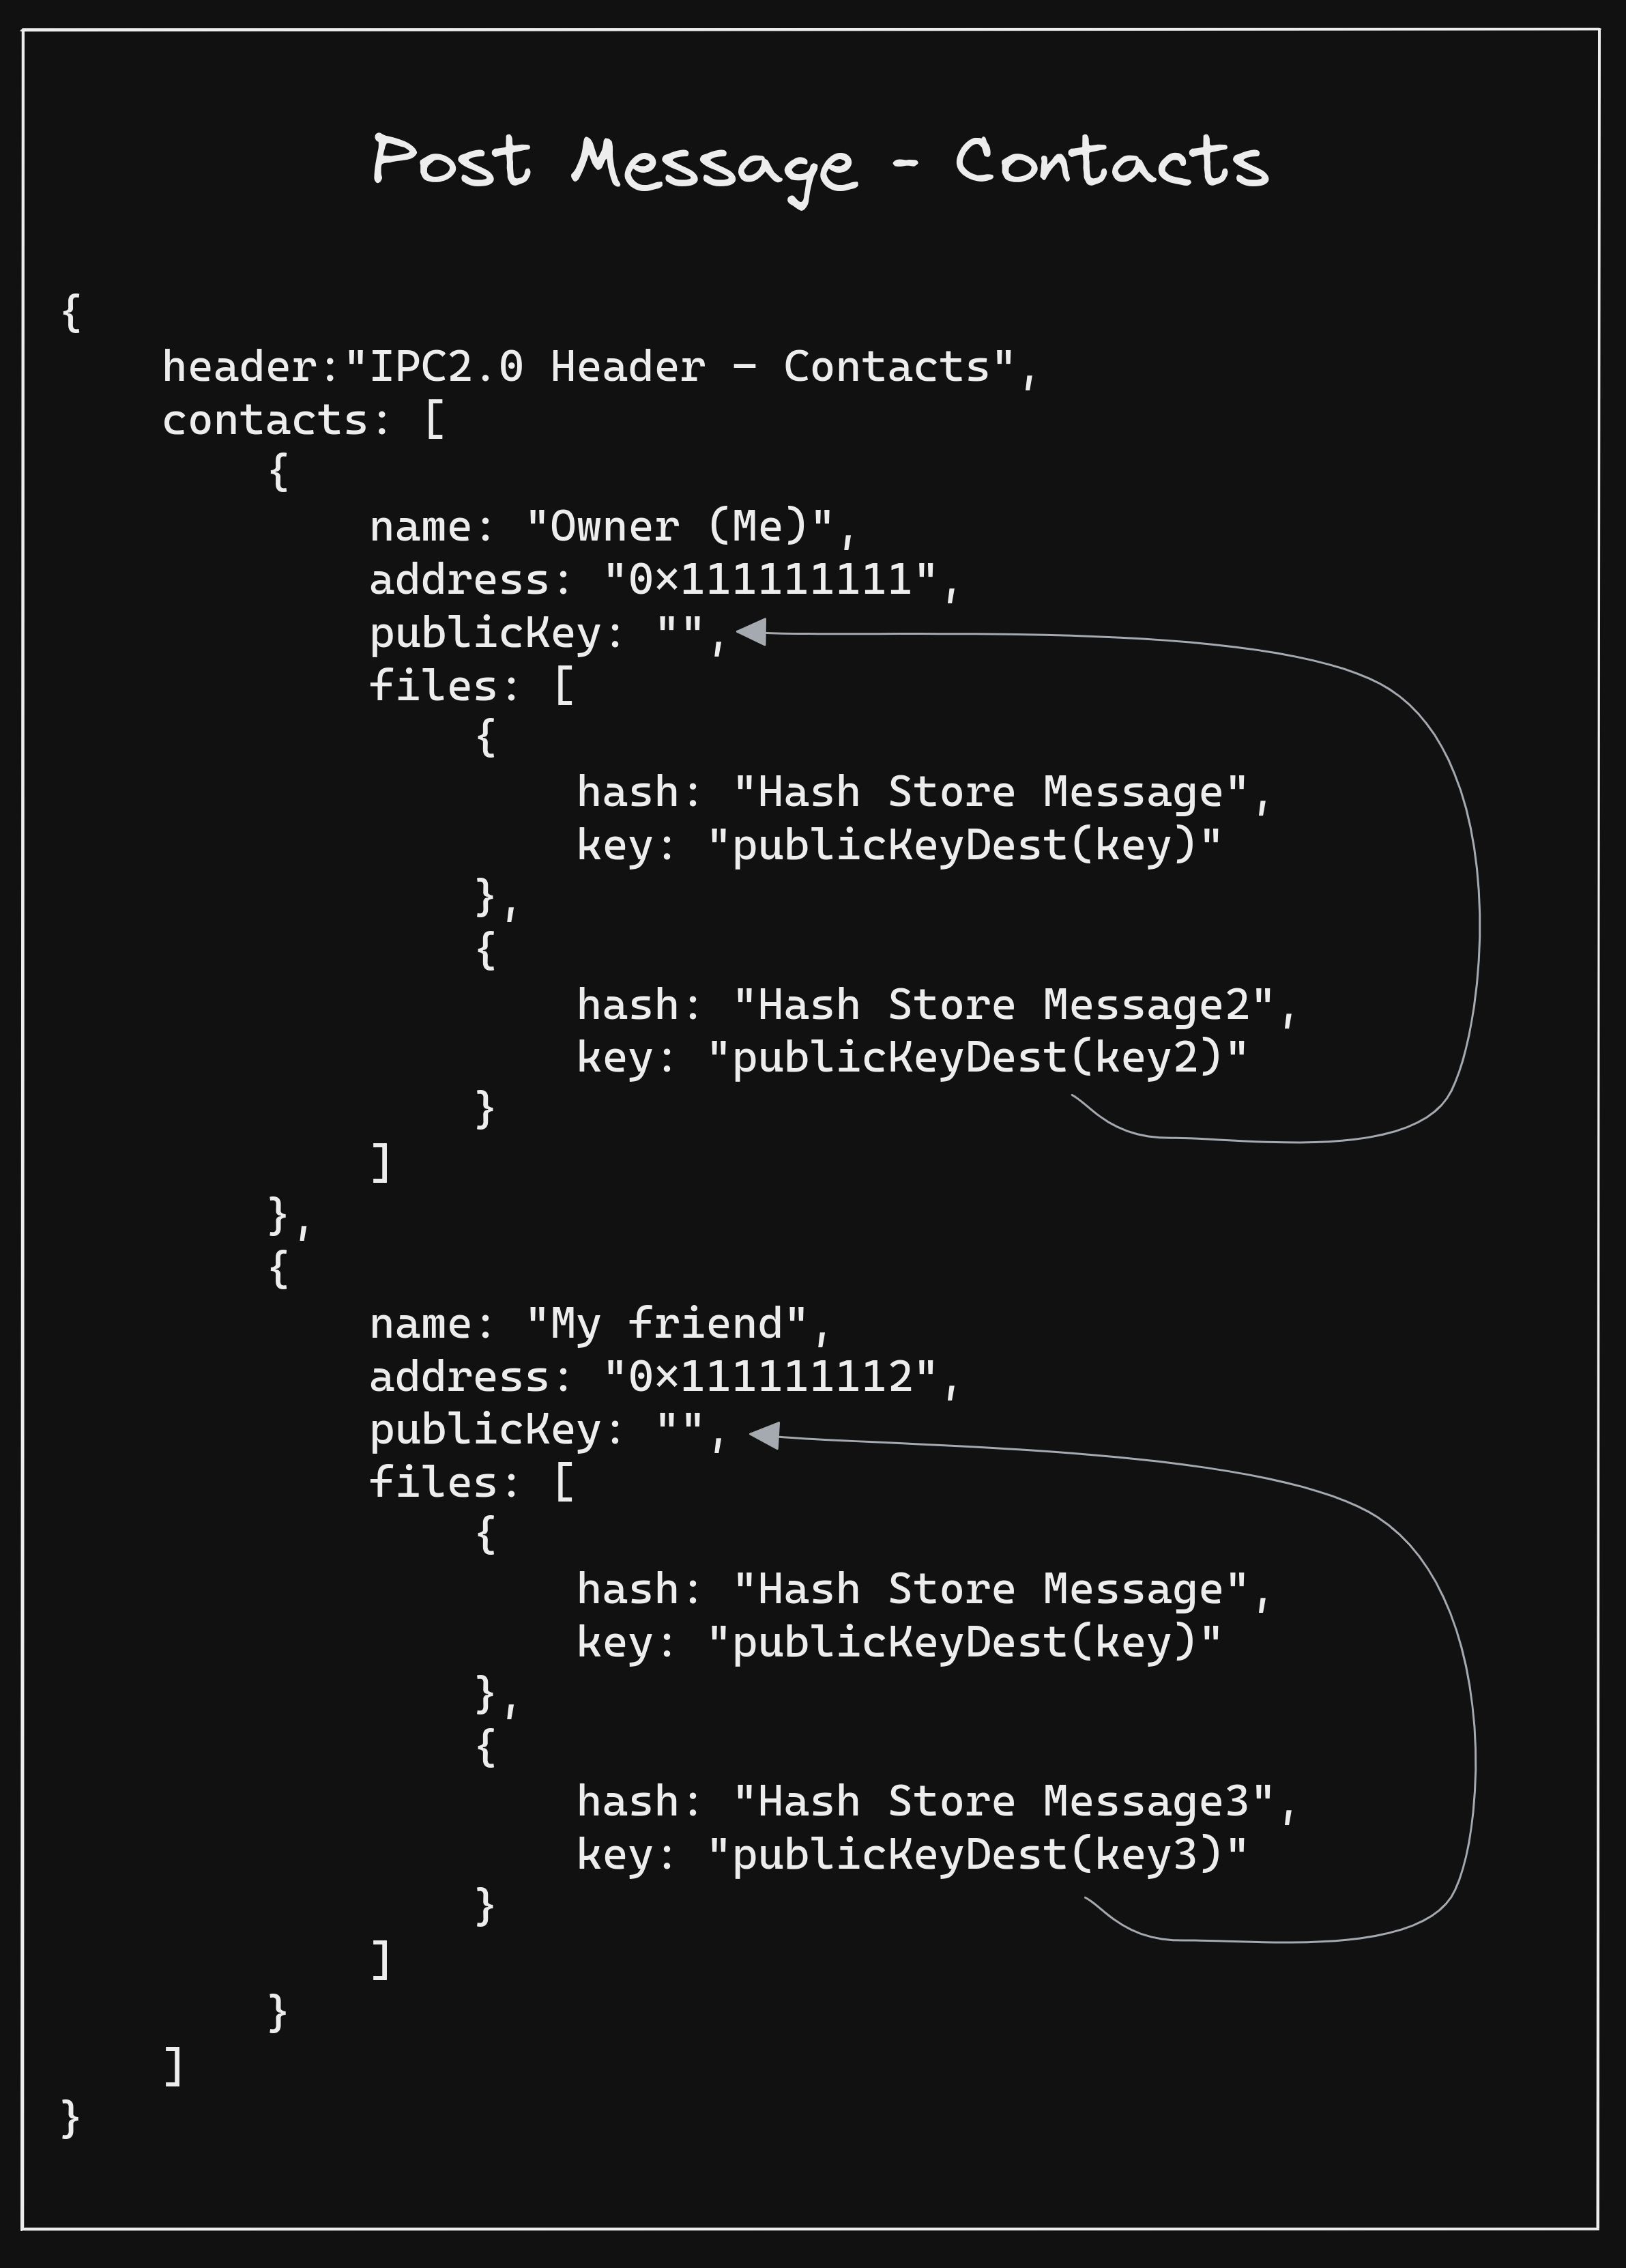 Post Message - Contacts
{
header:"IPC2.0 Header - Contacts",
contacts: [
{
name: "Owner (Me)",
address: "0×111111111",
publicKey: "",
files: [
{
hash: "Hash Store Message",
key: "publicKeyDest(key)"
},
{
hash: "Hash Store Message2",
key: "publicKeyDest(key2)"
}
]
},
{
name: "My friend",
address: "0×111111112",
publicKey: "",
files: [
{
hash: "Hash Store Message",
key: "publicKeyDest(key)"
},
{
hash: "Hash Store Message3",
key: "publicKeyDest(key3)"
}
]
}
]
}